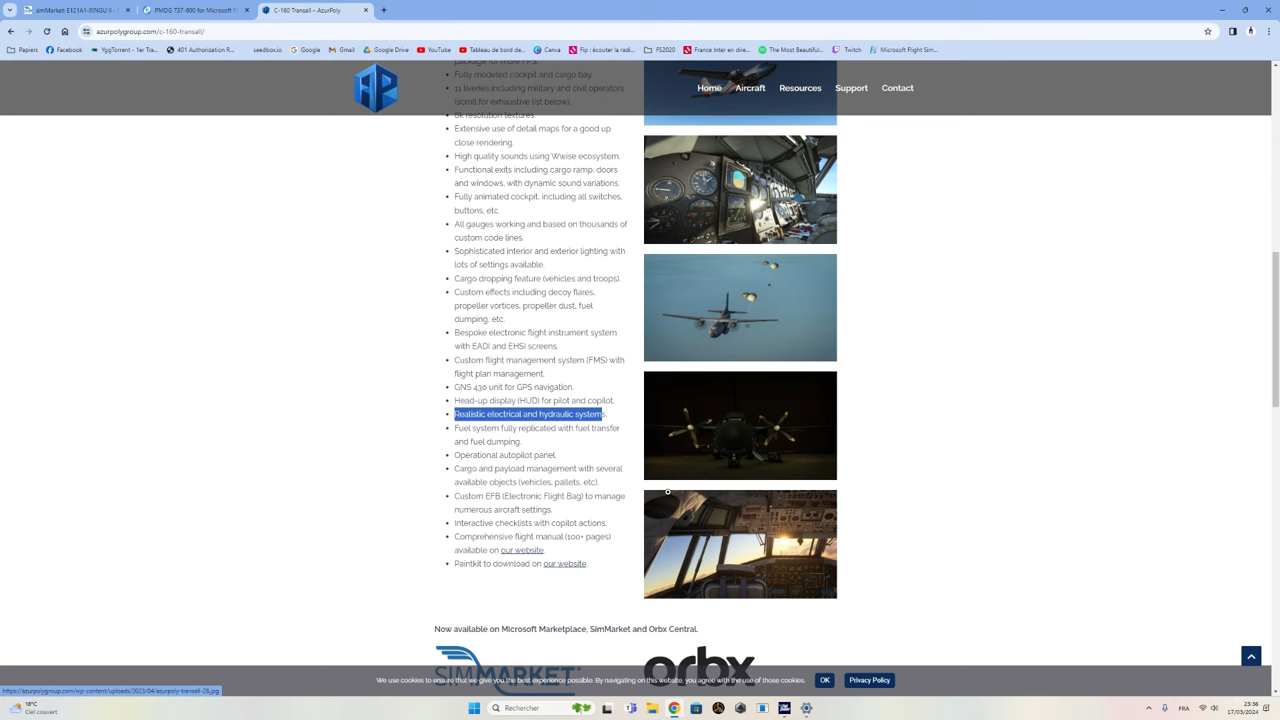 simMarket: E121A1-XINGU II -
PMDG 737-800 for Microsoft F
C-160 Transall – AzurPoly
azurpolygroup.com/c-160-transall/
Papiers
Facebook
YggTorrent - 1er Tra...
401 Authorization R...
seedbox.io
Google
Gmail
Google Drive
YouTube
Tableau de bord de...
Canva
Fip : écouter la radi...
FS2020
France Inter en dire...
The Most Beautiful...
Twitch
Microsoft Flight Sim...
Home
Aircraft
Resources
Support
Contact
package for more FPS.
Fully modeled cockpit and cargo bay.
11 liveries including military and civil operators
(scroll for exhaustive list below).
8k resolution textures.
Extensive use of detail maps for a good up
close rendering.
High quality sounds using Wwise ecosystem.
Functional exits including cargo ramp, doors
and windows, with dynamic sound variations.
Fully animated cockpit, including all switches,
buttons, etc.
All gauges working and based on thousands of
custom code lines.
Sophisticated interior and exterior lighting with
lots of settings available.
Cargo dropping feature (vehicles and troops).
Custom effects including decoy flares,
propeller vortices, propeller dust, fuel
dumping, etc.
Bespoke electronic flight instrument system
with EADI and EHSI screens.
Custom flight management system (FMS) with
flight plan management.
GNS 430 unit for GPS navigation.
Head-up display (HUD) for pilot and copilot.
Realistic electrical and hydraulic systems.
Fuel system fully replicated with fuel transfer
and fuel dumping.
Operational autopilot panel.
Cargo and payload management with several
available objects (vehicles, pallets, etc).
Custom EFB (Electronic Flight Bag) to manage
numerous aircraft settings.
Interactive checklists with copilot actions.
Comprehensive flight manual (100+ pages)
available on our website.
Paintkit to download on our website.
Now available on Microsoft Marketplace, SimMarket and Orbx Central.
SIMMARKET
orbx
We use cookies to ensure that we give you the best experience possible. By navigating on this website, you agree with the use of those cookies.
OK
Privacy Policy
https://azurpolygroup.com/wp-content/uploads/2023/04/azurpoly-transall-28.jpg
18°C
Ciel couvert
Rechercher
FRA
23:36
17/03/2024